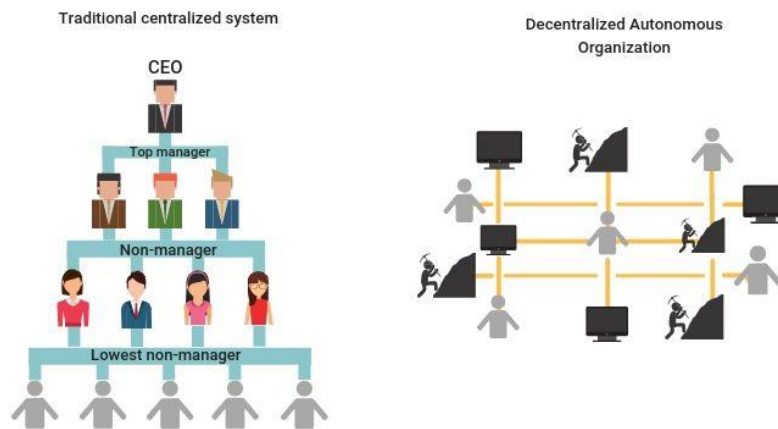 Traditional centralized system
CEO
Top manager
Non-manager
Lowest non-manager
Decentralized Autonomous
Organization